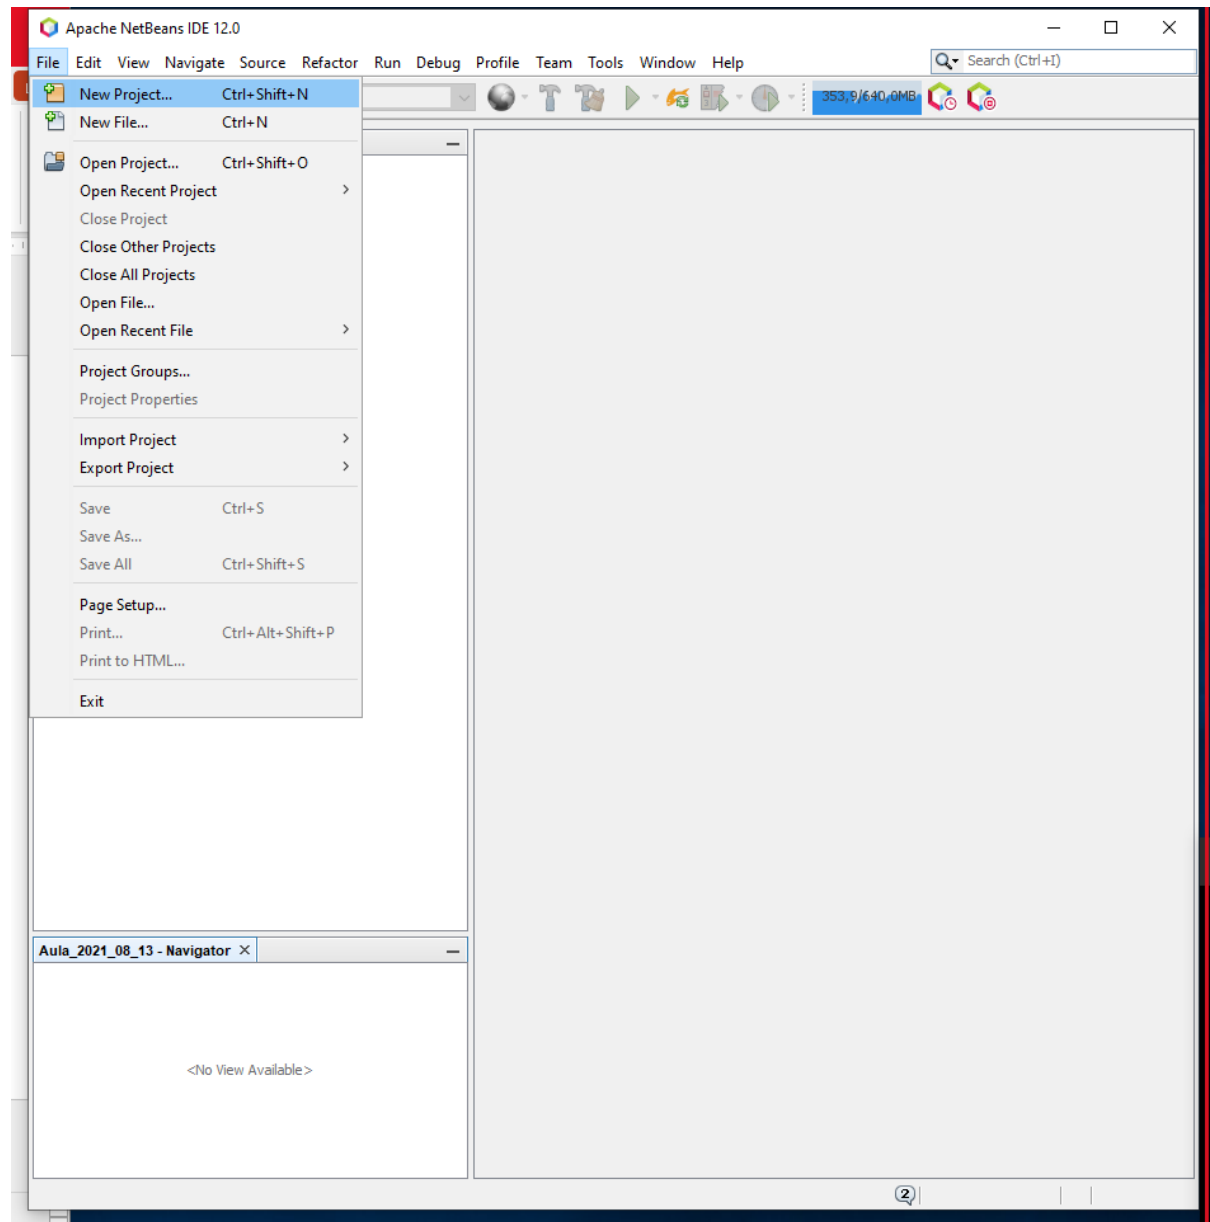 Apache NetBeans IDE 12.0
File Edit View Navigate Source Refactor Run Debug Profile Team Tools Window Help Search (Ctrl+I)
353,9/640,0MB
New Project... Ctrl+Shift+N
New File... Ctrl+N
Open Project... Ctrl+Shift+O
Open Recent Project
Close Project
Close Other Projects
Close All Projects
Open File...
Open Recent File
Project Groups...
Project Properties
Import Project
Export Project
Save Ctrl+S
Save As...
Save All Ctrl+Shift+S
Page Setup...
Print... Ctrl+Alt+Shift+P
Print to HTML...
Exit
Aula_2021_08_13 - Navigator
<No View Available>
2